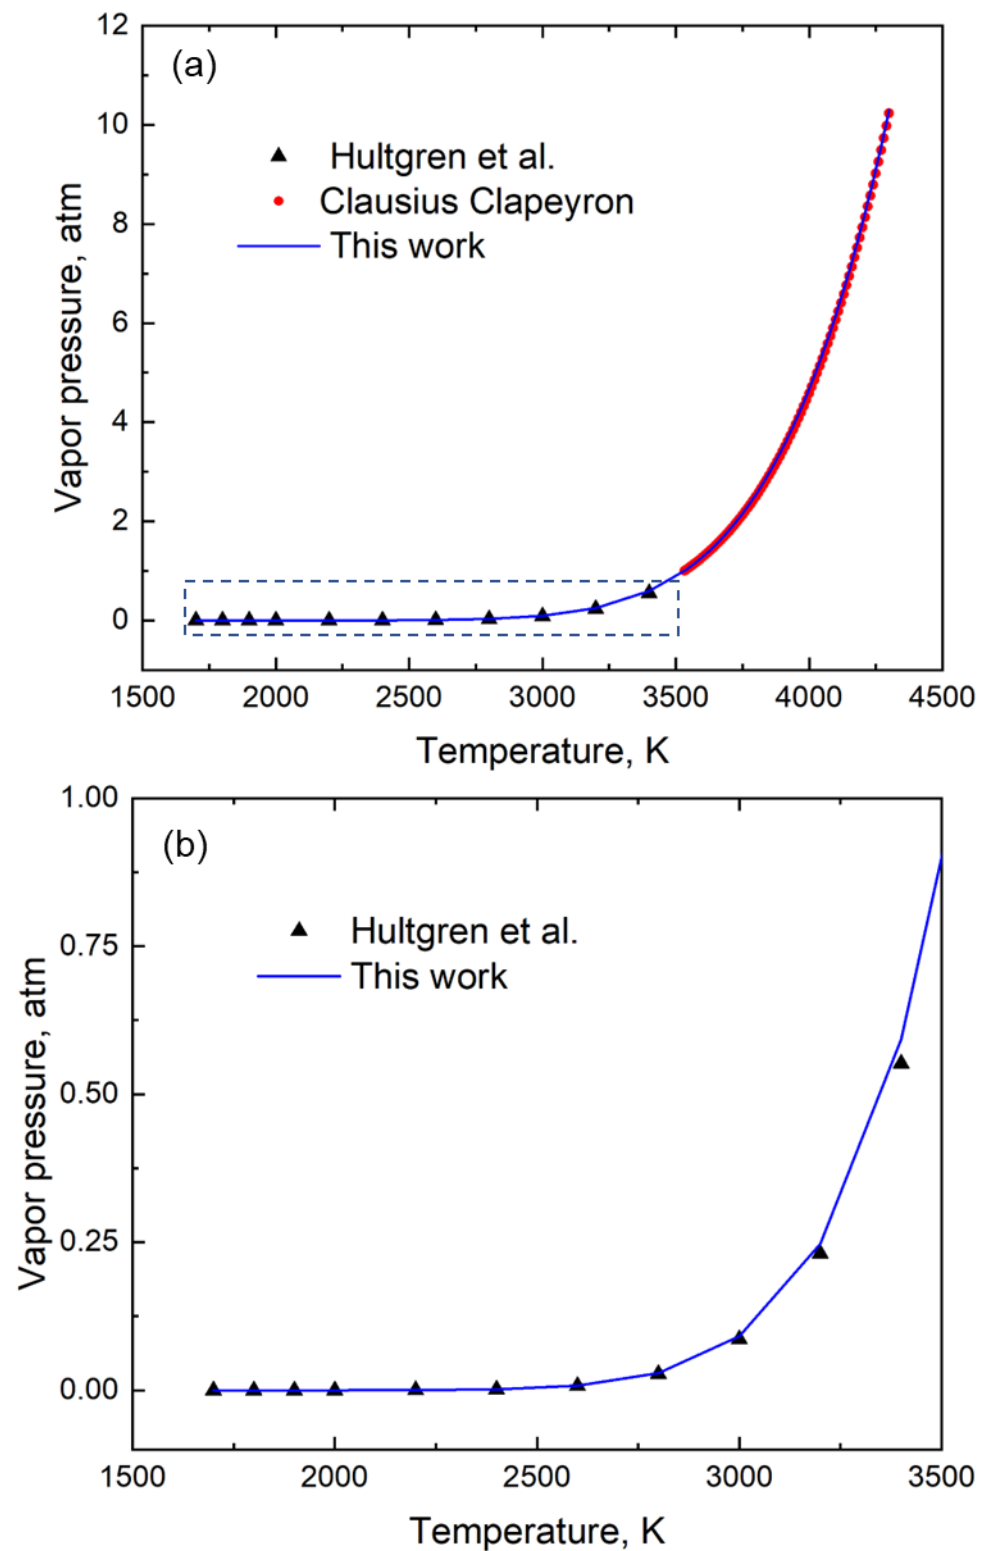 (a)
Hultgren et al.
Clausius Clapeyron
This work
Vapor pressure, atm
12
10
8
6
4
2
0
1500 2000 2500 3000 3500 4000 4500
Temperature, K
(b)
Hultgren et al.
This work
Vapor pressure, atm
1.00
0.75
0.50
0.25
0.00
1500 2000 2500 3000 3500
Temperature, K